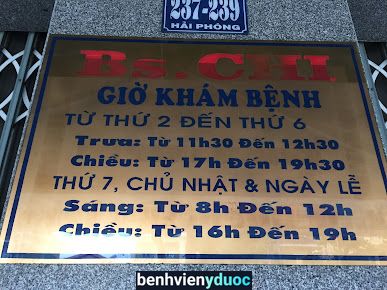 237-239
HẢI PHÒNG
Bs.CHI
GIỜ KHÁM BỆNH
TỪ THỨ 2 ĐẾN THỨ 6
Trưa: Từ 11h30 Đến 12h30
Chiều: Từ 17h Đến 19h30
THỨ 7, CHỦ NHẬT & NGÀY LỄ
Sáng: Từ 8h Đến 12h
Chiều: Từ 16h Đến 19h
benhvienyduoc